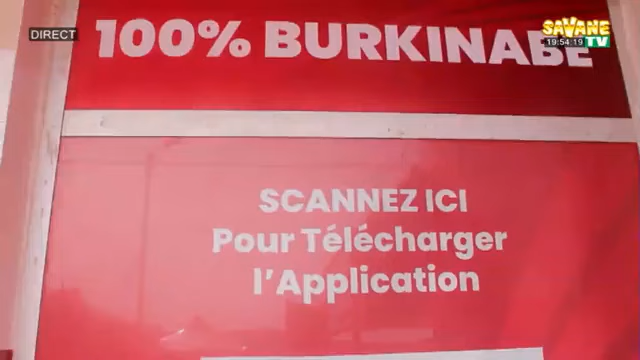 DIRECT
SAVANE
TV
19:54:19
100% BURKINABE
SCANNEZ ICI
Pour Télécharger
l'Application